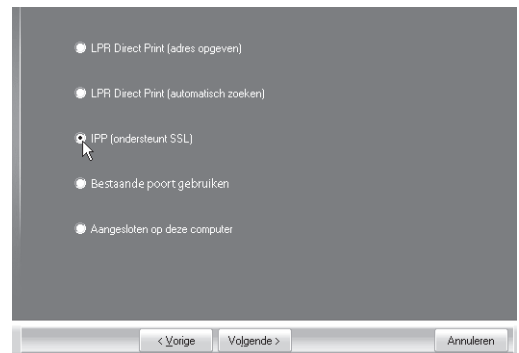 LPR Direct Print (adres opgeven)
LPR Direct Print (automatisch zoeken)
IPP (ondersteunt SSL)
Bestaande poort gebruiken
Aangesloten op deze computer
< Vorige Volgende > Annuleren